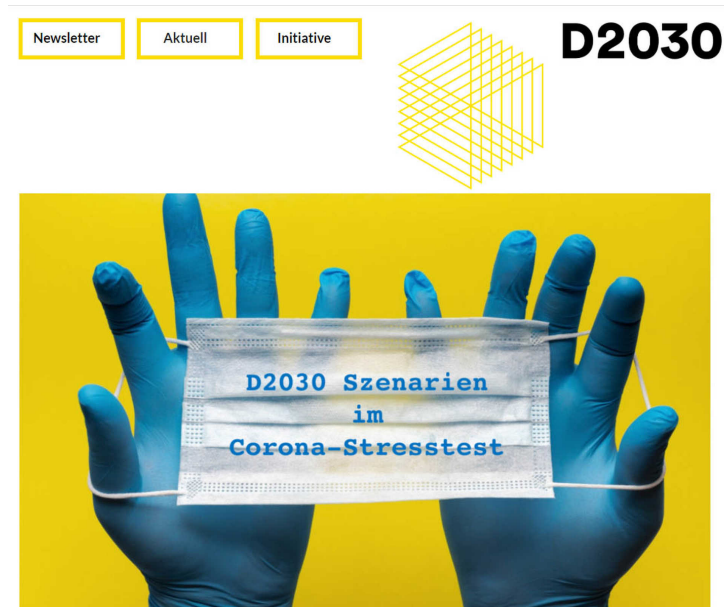 Newsletter
Aktuell
Initiative
D2030
D2030 Szenarien
im
Corona-Stresstest